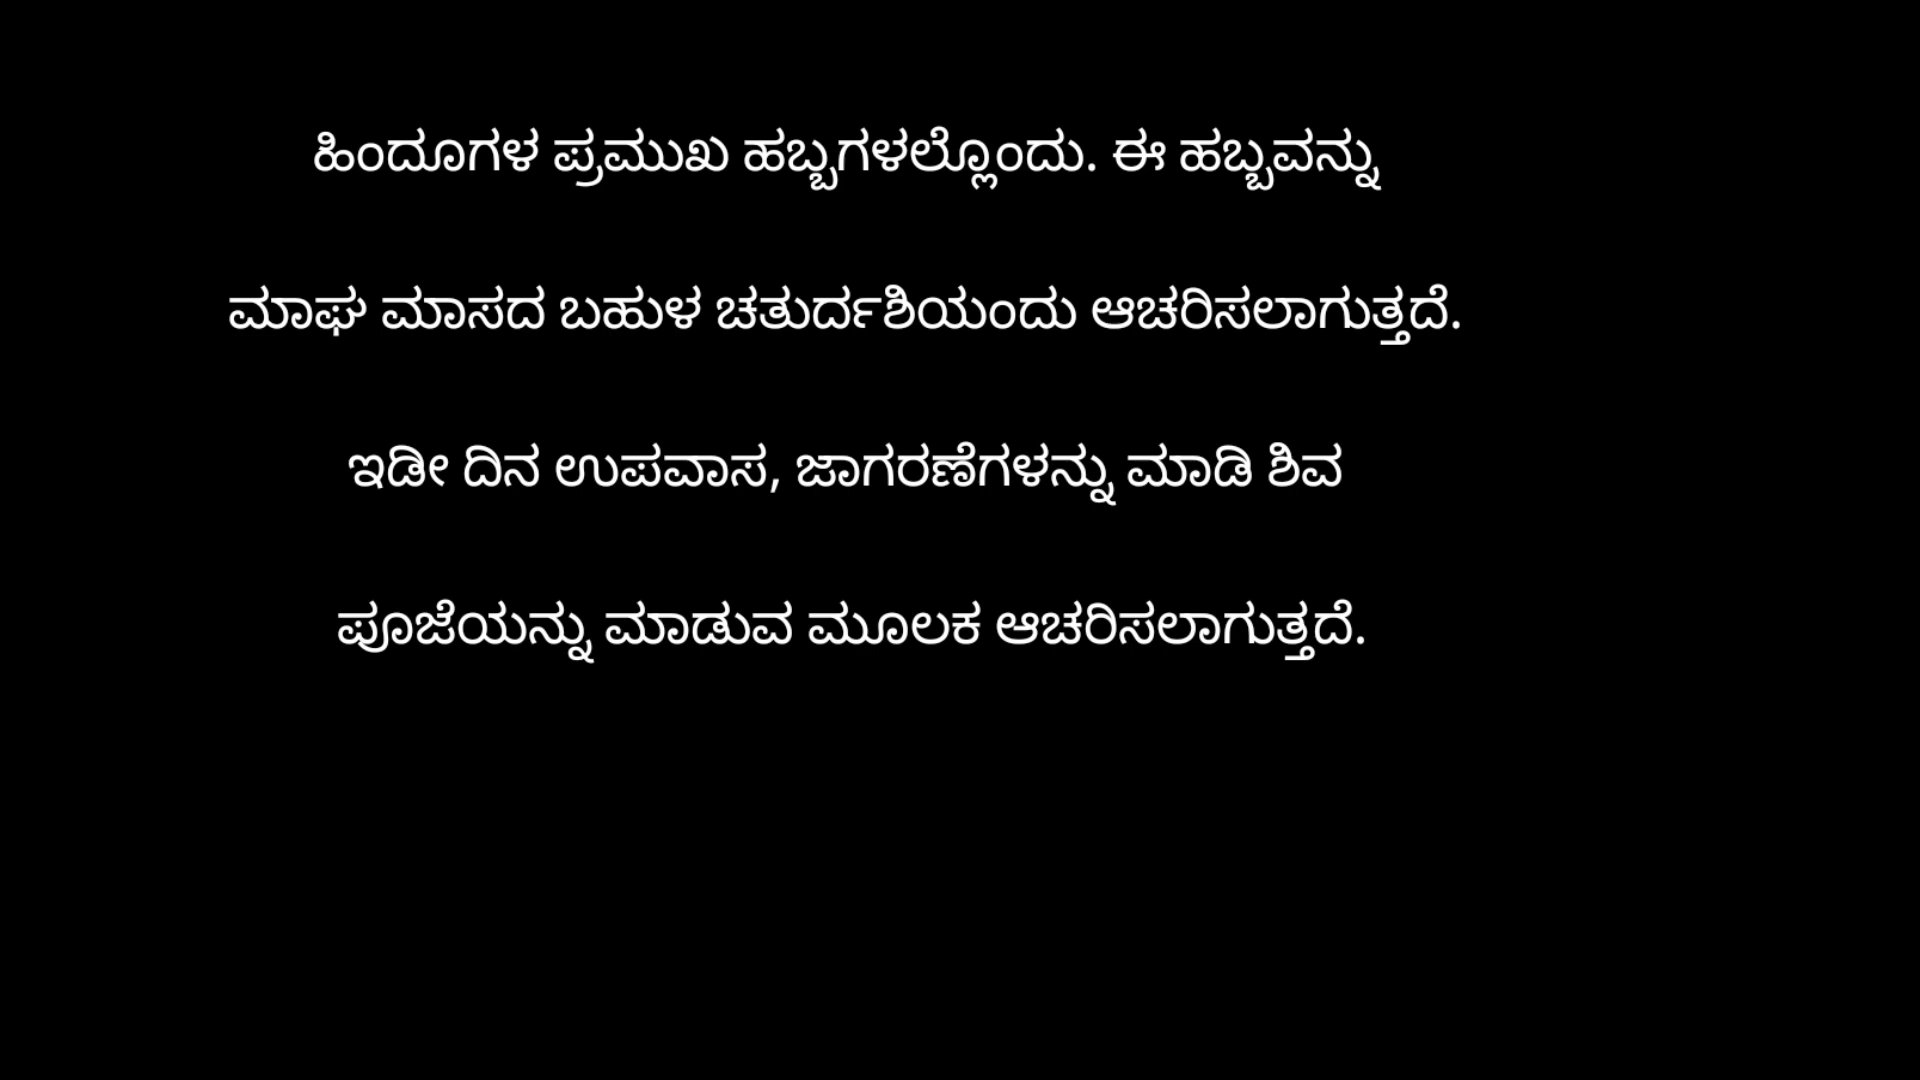 ಹಿಂದೂಗಳ ಪ್ರಮುಖ ಹಬ್ಬಗಳಲ್ಲೊಂದು. ಈ ಹಬ್ಬವನ್ನು
ಮಾಘ ಮಾಸದ ಬಹುಳ ಚತುರ್ದಶಿಯಂದು ಆಚರಿಸಲಾಗುತ್ತದೆ.
ಇಡೀ ದಿನ ಉಪವಾಸ, ಜಾಗರಣೆಗಳನ್ನು ಮಾಡಿ ಶಿವ
ಪೂಜೆಯನ್ನು ಮಾಡುವ ಮೂಲಕ ಆಚರಿಸಲಾಗುತ್ತದೆ.